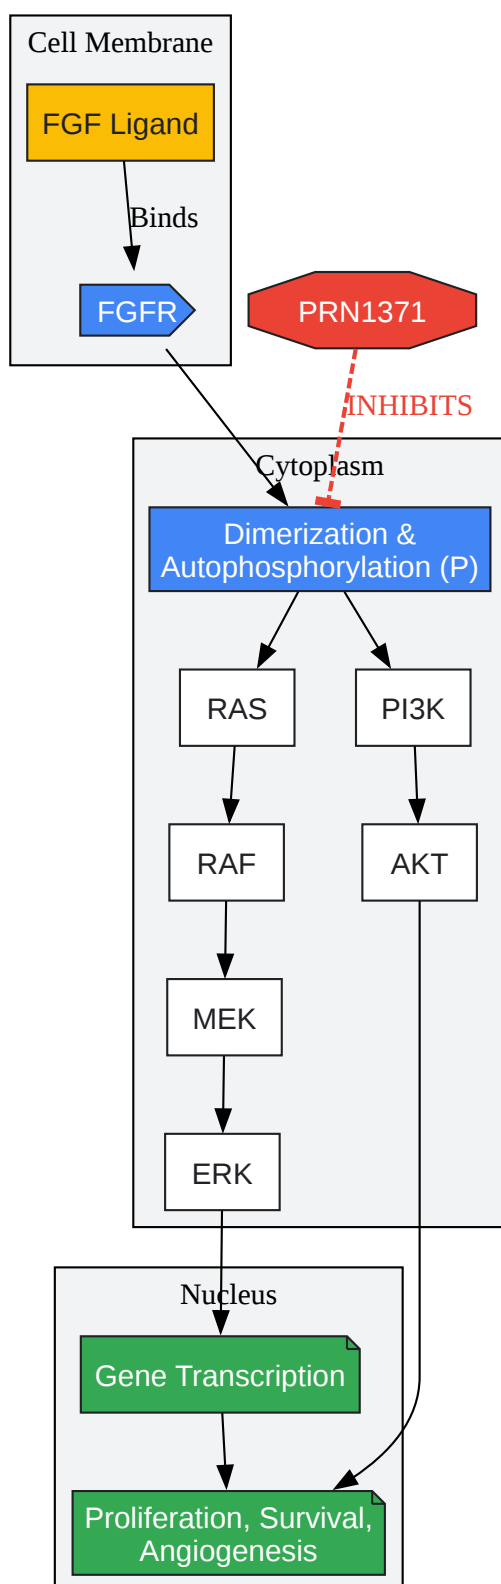 Cell Membrane
FGF Ligand
Binds
FGFR
PRN1371
INHIBITS
Cytoplasm
Dimerization &
Autophosphorylation (P)
RAS
PI3K
RAF
AKT
MEK
ERK
Nucleus
Gene Transcription
Proliferation, Survival,
Angiogenesis